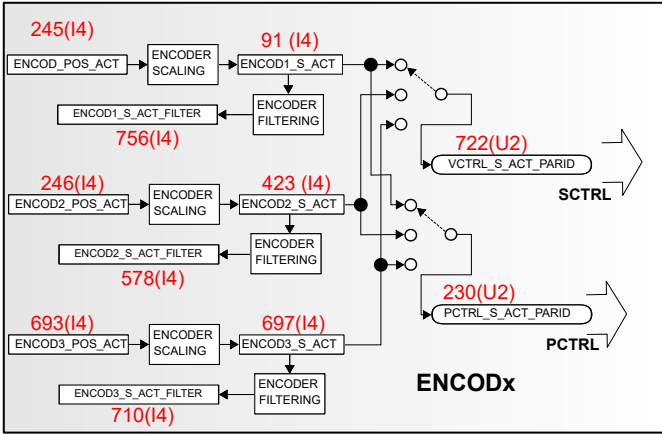 245(I4)
ENCOD_POS_ACT
ENCODER
SCALING
91 (I4)
ENCOD1_S_ACT
ENCOD1_S_ACT_FILTER
756(I4)
ENCODER
FILTERING
722(U2)
VCTRL_S_ACT_PARID
SCTRL
246(I4)
ENCOD2_POS_ACT
ENCODER
SCALING
423 (I4)
ENCOD2_S_ACT
ENCOD2_S_ACT_FILTER
578(I4)
ENCODER
FILTERING
230(U2)
PCTRL_S_ACT_PARID
PCTRL
693(I4)
ENCOD3_POS_ACT
ENCODER
SCALING
697(I4)
ENCOD3_S_ACT
ENCOD3_S_ACT_FILTER
710(I4)
ENCODER
FILTERING
ENCODx